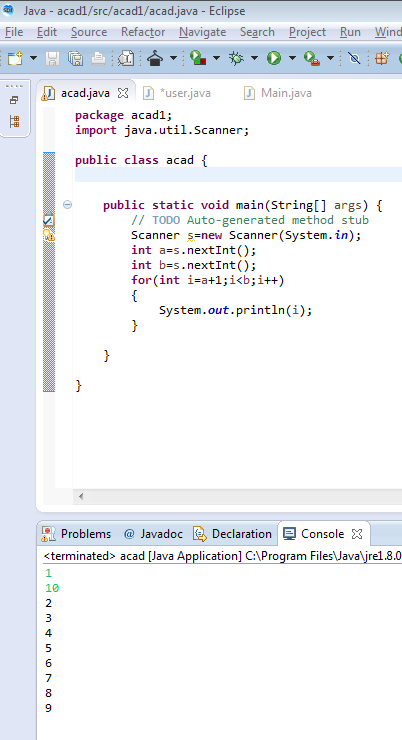 Java - acad1/src/acad1/acad.java - Eclipse
File Edit Source Refactor Navigate Search Project Run Wind
acad.java *user.java Main.java
package acad1;
import java.util.Scanner;
public class acad {
public static void main(String[] args) {
// TODO Auto-generated method stub
Scanner s=new Scanner(System.in);
int a=s.nextInt();
int b=s.nextInt();
for(int i=a+1;i<b;i++)
{
System.out.println(i);
}
}
}
Problems @ Javadoc Declaration Console
<terminated> acad [Java Application] C:\Program Files\Java\jre1.8.0
1
10
2
3
4
5
6
7
8
9